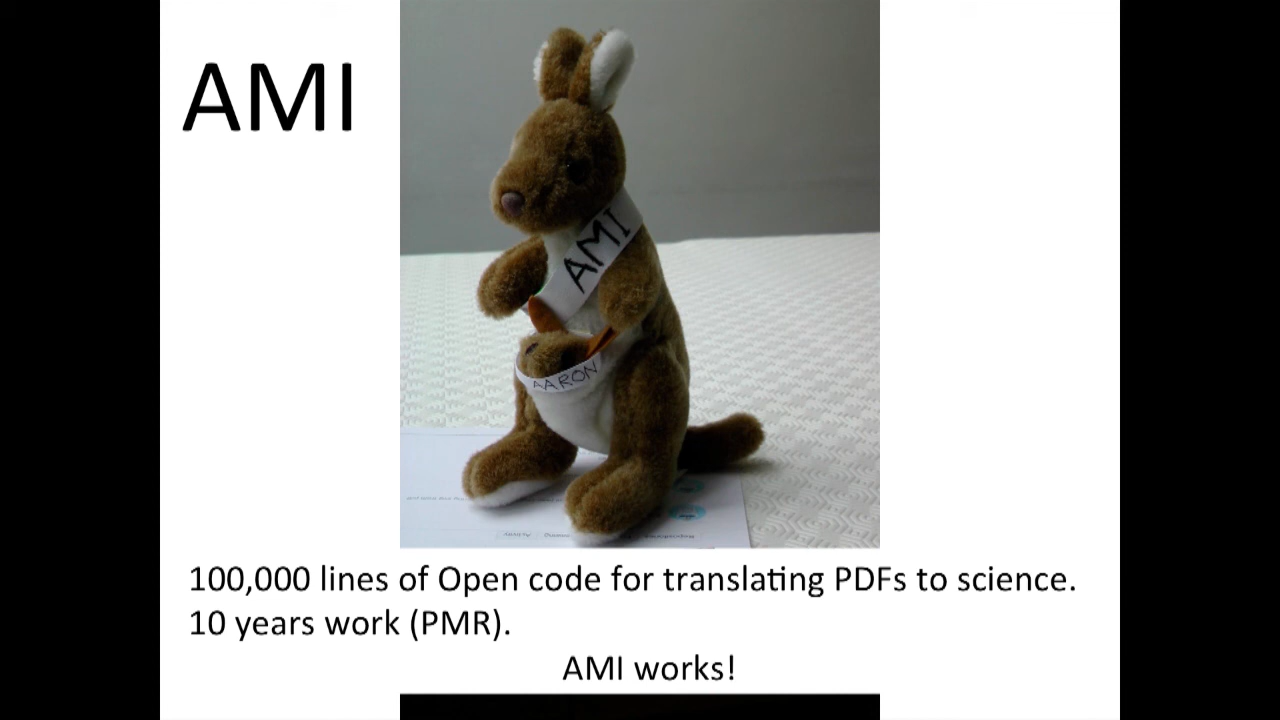 AMI
AMI
AARON
100,000 lines of Open code for translating PDFs to science.
10 years work (PMR).
AMI works!